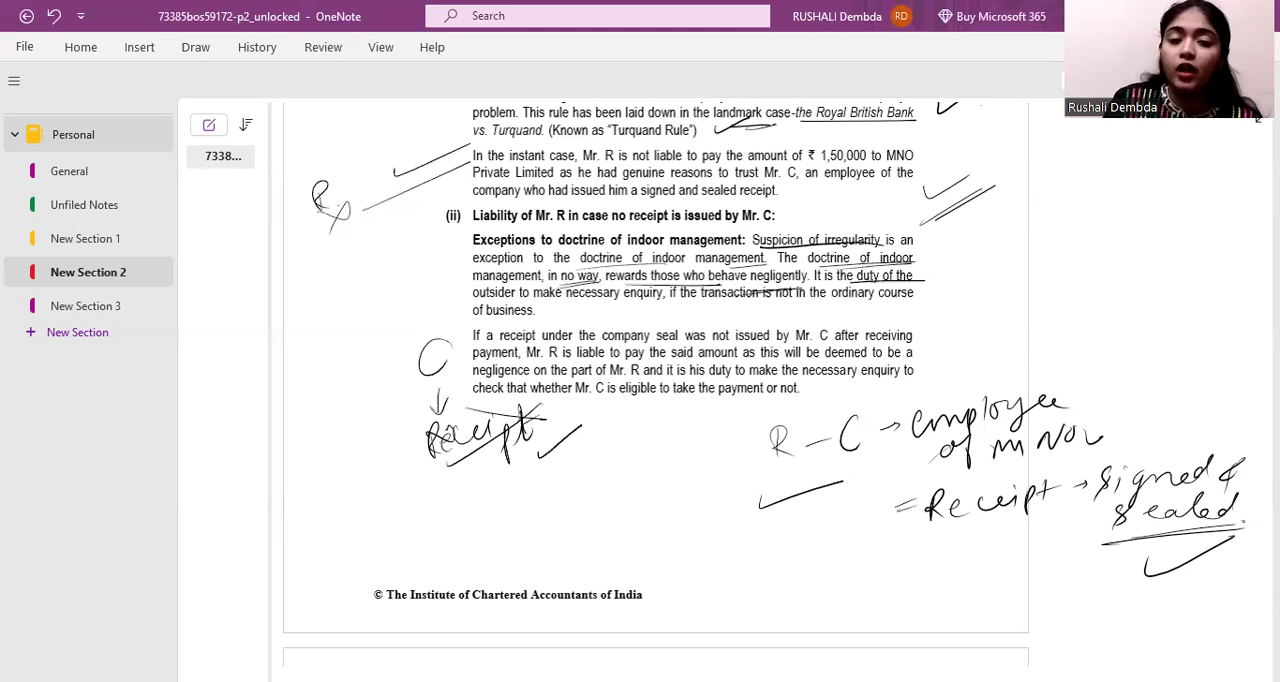 73385bos59172-p2_unlocked - OneNote
Search
RUSHALI Dembda
RD
Buy Microsoft 365
File Home Insert Draw History Review View Help
Rushali Dembda
Personal
General
Unfiled Notes
New Section 1
New Section 2
New Section 3
New Section
7338...
problem. This rule has been laid down in the landmark case-the Royal British Bank
vs. Turquand. (Known as “Turquand Rule”)
In the instant case, Mr. R is not liable to pay the amount of ₹ 1,50,000 to MNO
Private Limited as he had genuine reasons to trust Mr. C, an employee of the
company who had issued him a signed and sealed receipt.
R
(ii) Liability of Mr. R in case no receipt is issued by Mr. C:
Exceptions to doctrine of indoor management: Suspicion of irregularity is an
exception to the doctrine of indoor management. The doctrine of indoor
management, in no way, rewards those who behave negligently. It is the duty of the
outsider to make necessary enquiry, if the transaction is not in the ordinary course
of business.
If a receipt under the company seal was not issued by Mr. C after receiving
payment, Mr. R is liable to pay the said amount as this will be deemed to be a
negligence on the part of Mr. R and it is his duty to make the necessary enquiry to
check that whether Mr. C is eligible to take the payment or not.
C
Receipt
R - C → employee
of MNO
= Receipt → signed &
sealed
© The Institute of Chartered Accountants of India